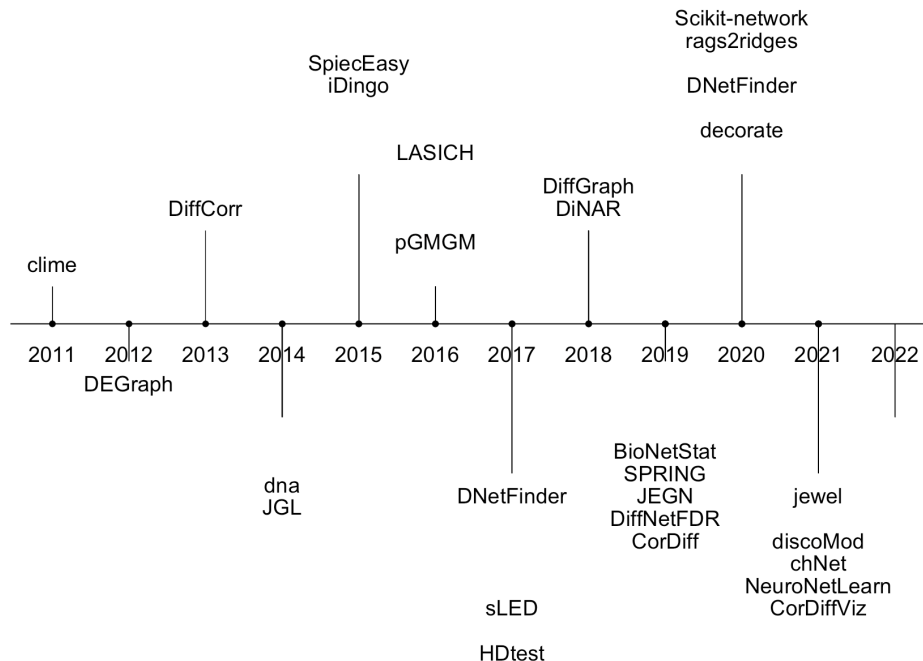 Scikit-network
rags2ridges
SpiecEasy
iDingo
DNetFinder
decorate
LASICH
DiffGraph
DiNAR
DiffCorr
pGMGM
clime
2011 2012 2013 2014 2015 2016 2017 2018 2019 2020 2021 2022
DEGraph
BioNetStat
SPRING
JEGN
DiffNetFDR
CorDiff
dna
JGL
DNetFinder
jewel
discoMod
chNet
NeuroNetLearn
CorDiffViz
sLED
HDtest